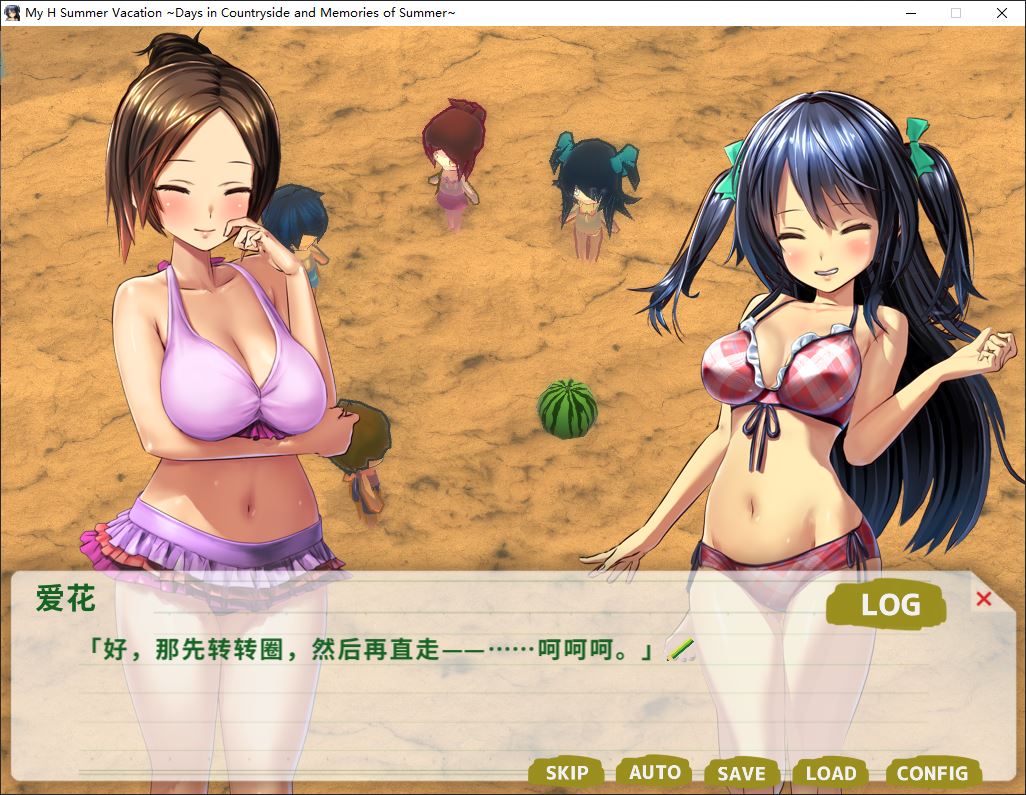 My H Summer Vacation ~Days in Countryside and Memories of Summer~
爱花
LOG
「好，那先转转圈，然后再直走——……呵呵呵。」
SKIP AUTO SAVE LOAD CONFIG